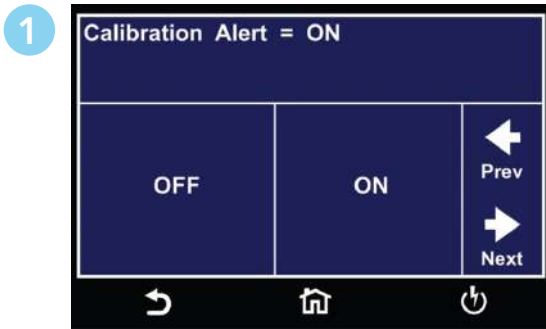 1
Calibration Alert = ON
OFF
ON
Prev
Next